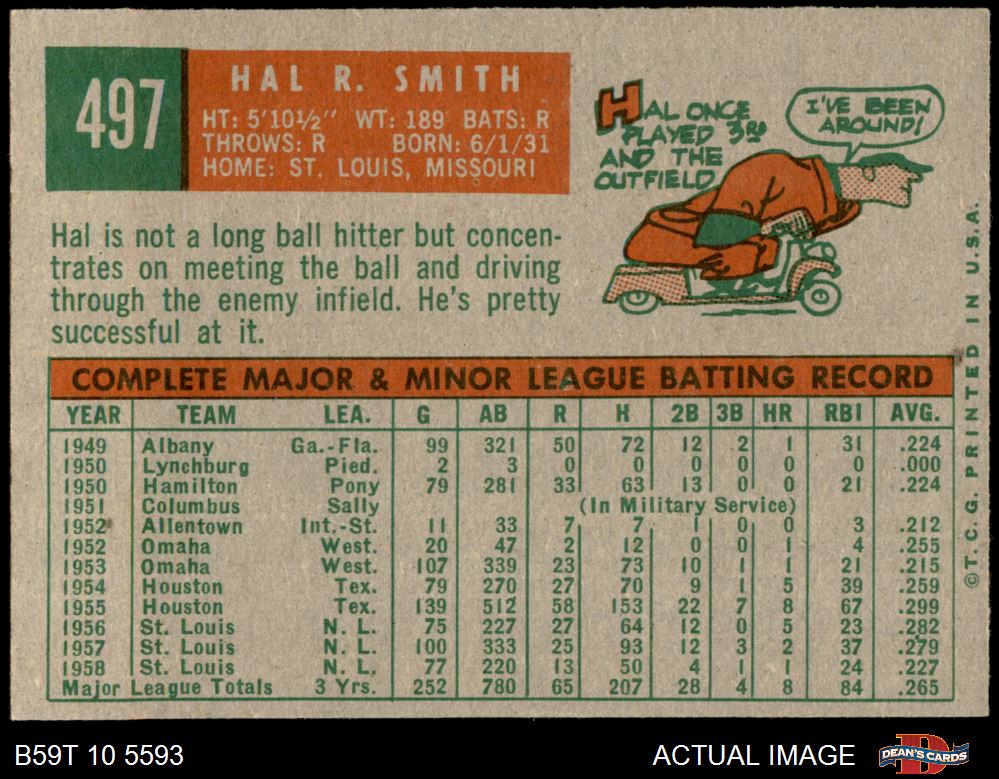 497
HAL R. SMITH
HT: 5'10½" WT: 189 BATS: R
THROWS: R BORN: 6/1/31
HOME: ST. LOUIS, MISSOURI
HAL ONCE
PLAYED 3RD
AND THE
OUTFIELD
I'VE BEEN
AROUND!
Hal is not a long ball hitter but concen-
trates on meeting the ball and driving
through the enemy infield. He's pretty
successful at it.
COMPLETE MAJOR & MINOR LEAGUE BATTING RECORD
YEAR TEAM LEA. G AB R H 2B 3B HR RBI AVG.
1949 Albany Ga.-Fla. 99 321 50 72 12 2 1 31 .224
1950 Lynchburg Pied. 2 3 0 0 0 0 0 0 .000
1950 Hamilton Pony 79 281 33 63 13 0 0 21 .224
1951 Columbus Sally (In Military Service)
1952 Allentown Int.-St. 11 33 7 7 1 0 0 3 .212
1952 Omaha West. 20 47 2 12 0 0 1 4 .255
1953 Omaha West. 107 339 23 73 10 1 1 21 .215
1954 Houston Tex. 79 270 27 70 9 1 5 39 .259
1955 Houston Tex. 139 512 58 153 22 7 8 67 .299
1956 St. Louis N. L. 75 227 27 64 12 0 5 23 .282
1957 St. Louis N. L. 100 333 25 93 12 3 2 37 .279
1958 St. Louis N. L. 77 220 13 50 4 1 1 24 .227
Major League Totals 3 Yrs. 252 780 65 207 28 4 8 84 .265
©T. C. G. PRINTED IN U.S.A.
B59T 10 5593
ACTUAL IMAGE
DEAN'S CARDS